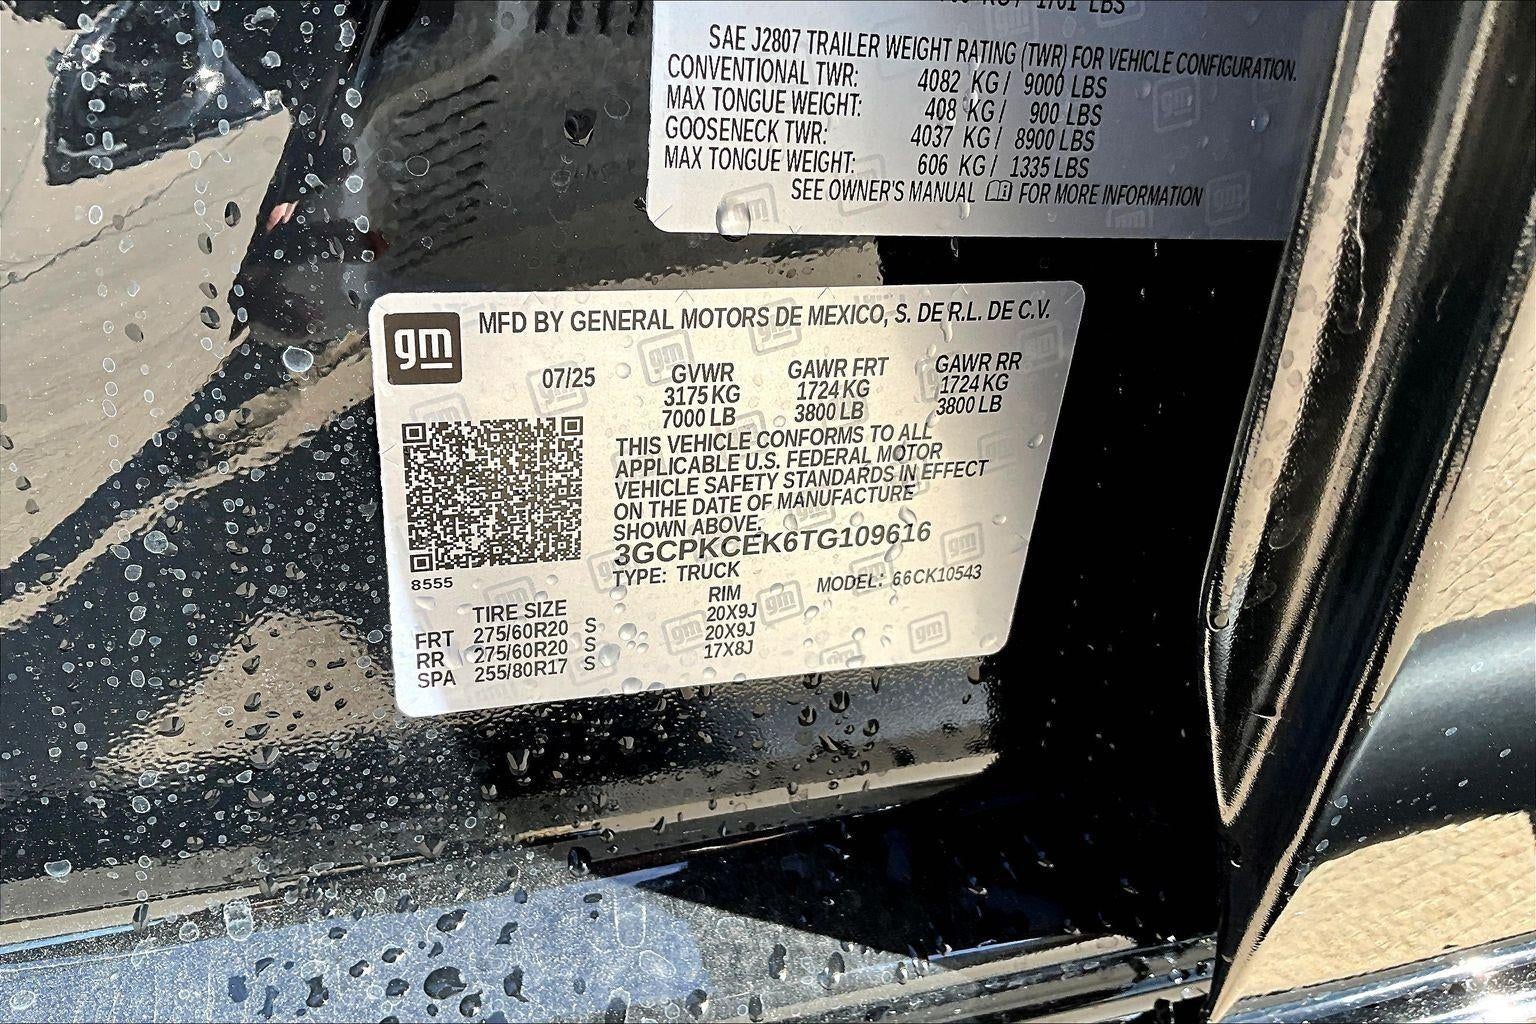 1701 LBS
SAE J2807 TRAILER WEIGHT RATING (TWR) FOR VEHICLE CONFIGURATION.
CONVENTIONAL TWR: 4082 KG / 9000 LBS
MAX TONGUE WEIGHT: 408 KG / 900 LBS
GOOSENECK TWR: 4037 KG / 8900 LBS
MAX TONGUE WEIGHT: 606 KG / 1335 LBS
SEE OWNER'S MANUAL FOR MORE INFORMATION
gm
MFD BY GENERAL MOTORS DE MEXICO, S. DE R.L. DE C.V.
07/25 GVWR GAWR FRT GAWR RR
3175 KG 1724 KG 1724 KG
7000 LB 3800 LB 3800 LB
THIS VEHICLE CONFORMS TO ALL
APPLICABLE U.S. FEDERAL MOTOR
VEHICLE SAFETY STANDARDS IN EFFECT
ON THE DATE OF MANUFACTURE
SHOWN ABOVE.
3GCPKCEK6TG109616
TYPE: TRUCK MODEL: 66CK10543
8555
TIRE SIZE RIM
FRT 275/60R20 S 20X9J
RR 275/60R20 S 20X9J
SPA 255/80R17 S 17X8J